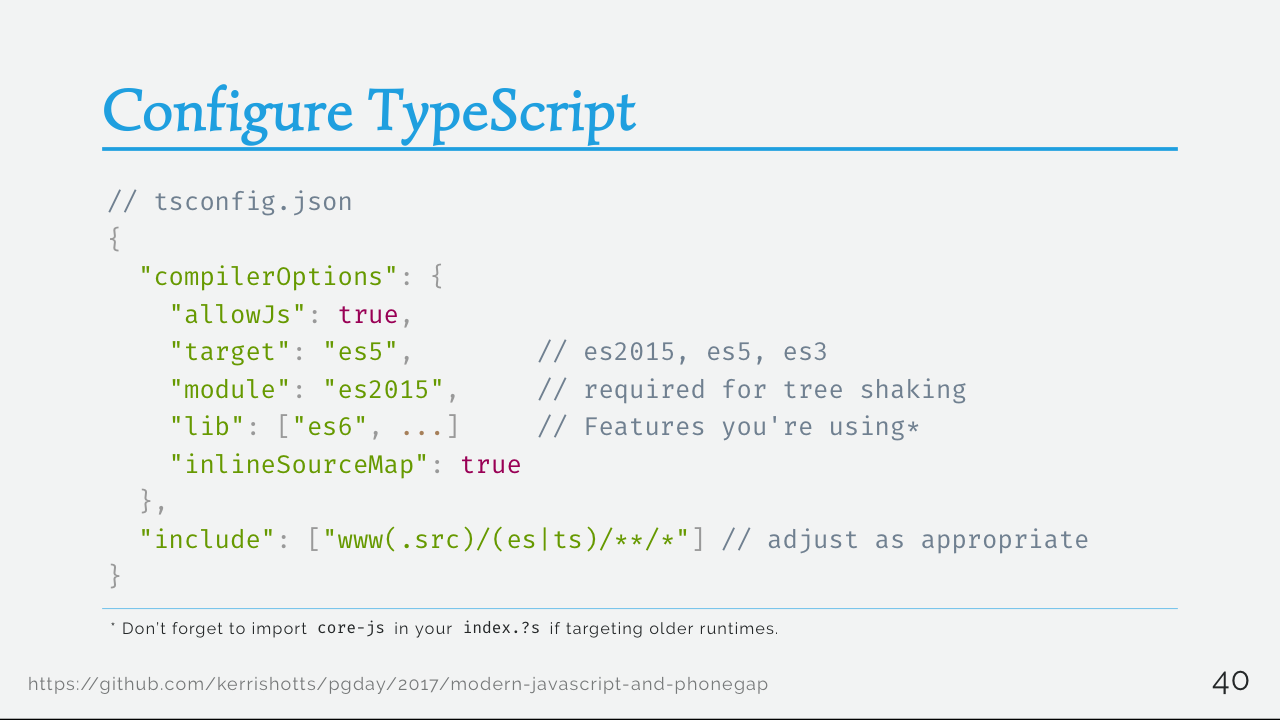 Configure TypeScript
// tsconfig.json
{
  "compilerOptions": {
    "allowJs": true,
    "target": "es5",        // es2015, es5, es3
    "module": "es2015",     // required for tree shaking
    "lib": ["es6", ...]     // Features you're using*
    "inlineSourceMap": true
  },
  "include": ["www(.src)/(es|ts)/**/*"] // adjust as appropriate
}
* Don't forget to import core-js in your index.?s if targeting older runtimes.
https://github.com/kerrishotts/pgday/2017/modern-javascript-and-phonegap
40